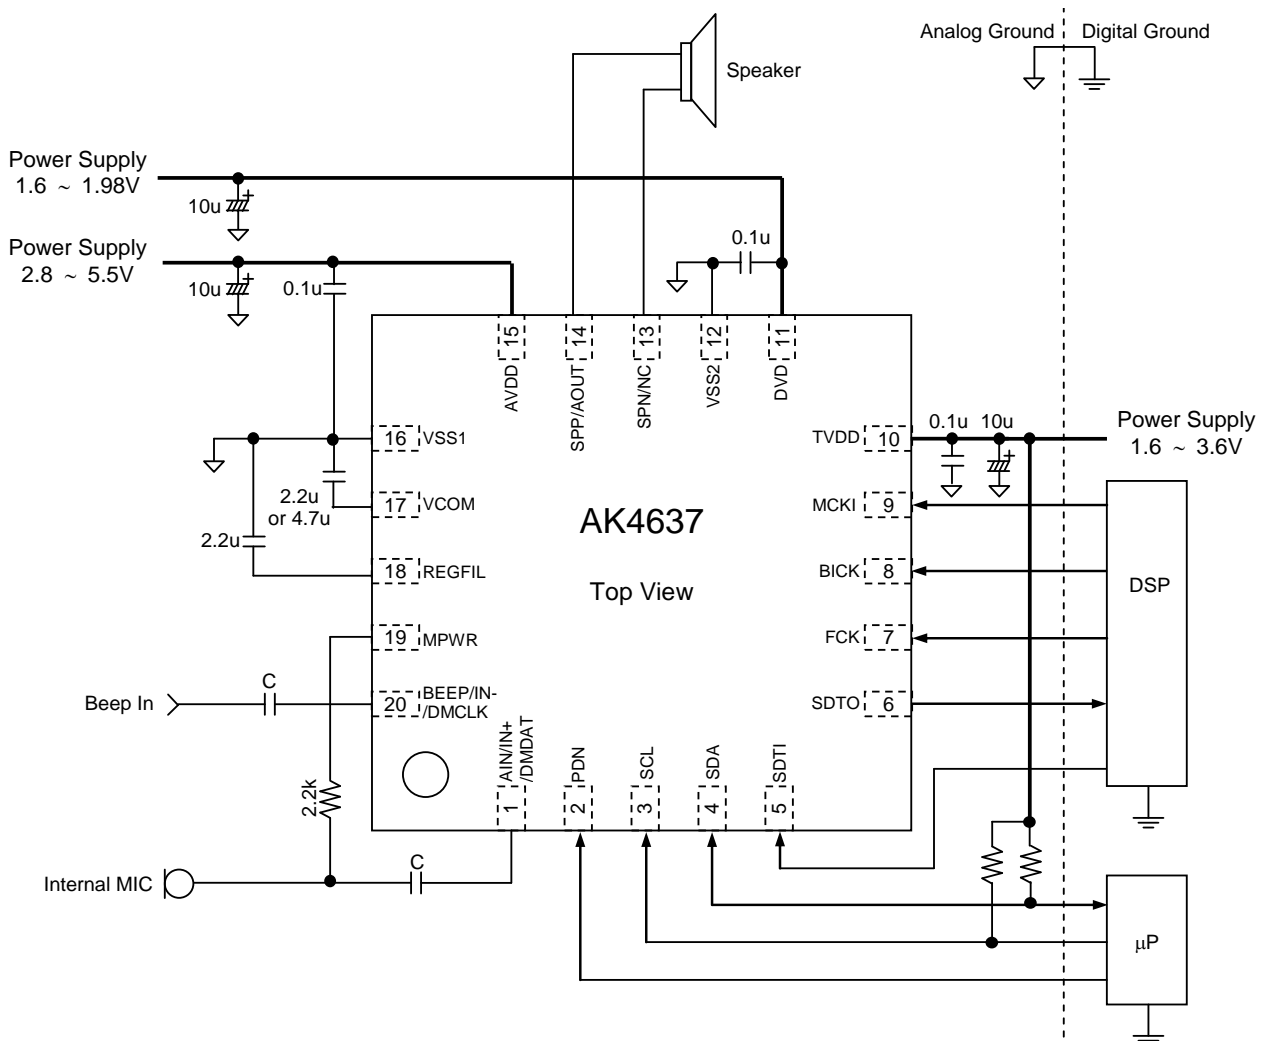 Analog Ground
Digital Ground
Speaker
Power Supply
1.6 ~ 1.98V
10u
+
Power Supply
2.8 ~ 5.5V
10u
+
0.1u
0.1u
15
14
13
12
11
AVDD
SPP/AOUT
SPN/NC
VSS2
DVD
16
VSS1
17
VCOM
18
REGFIL
19
MPWR
20
BEEP/IN-
/DMCLK
2.2u
or 4.7u
2.2u
AK4637
Top View
TVDD
10
MCKI
9
BICK
8
FCK
7
SDTO
6
0.1u
10u
+
Power Supply
1.6 ~ 3.6V
DSP
Beep In
C
AIN/IN+
/DMDAT
PDN
SCL
SDA
SDTI
1
2
3
4
5
2.2k
Internal MIC
C
μP